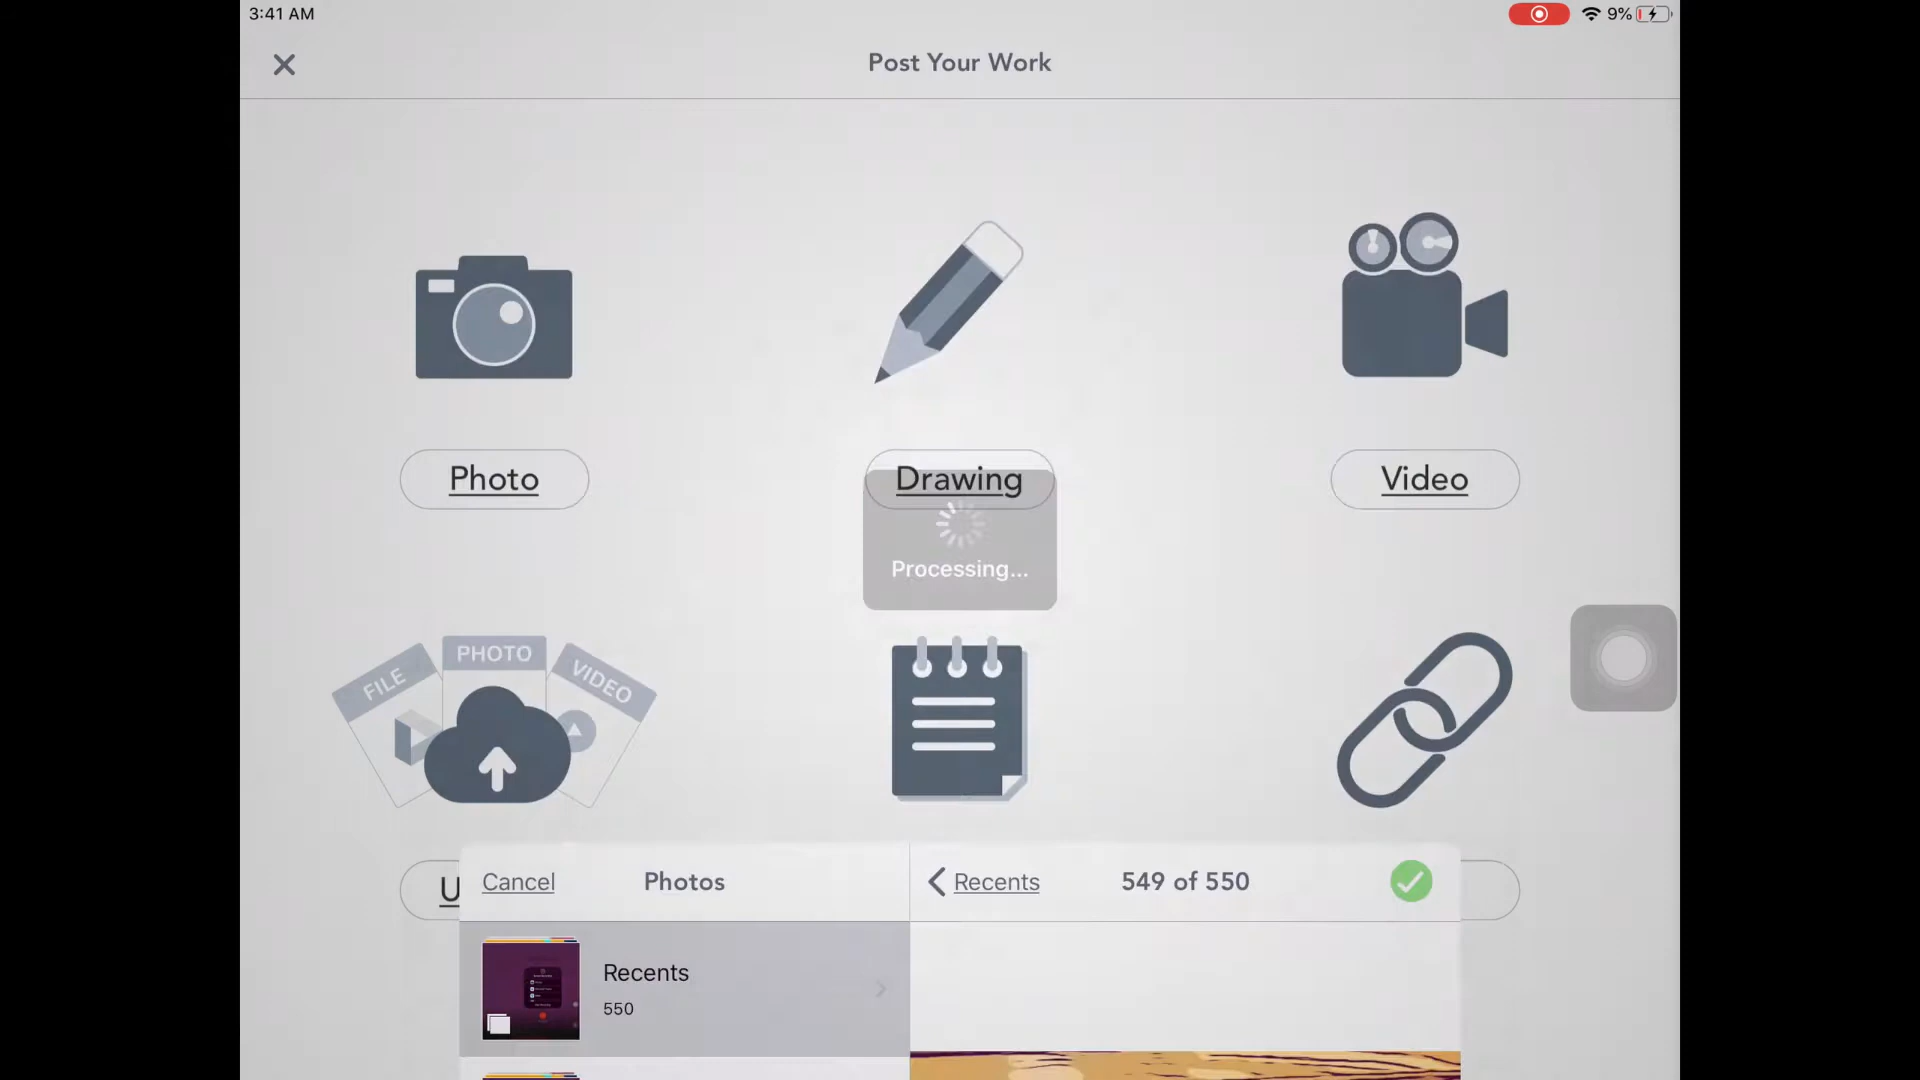 3:41 AM
9%
Post Your Work
Photo
Drawing
Video
Processing...
FILE
PHOTO
VIDEO
U
Cancel
Photos
Recents
549 of 550
Recents
550